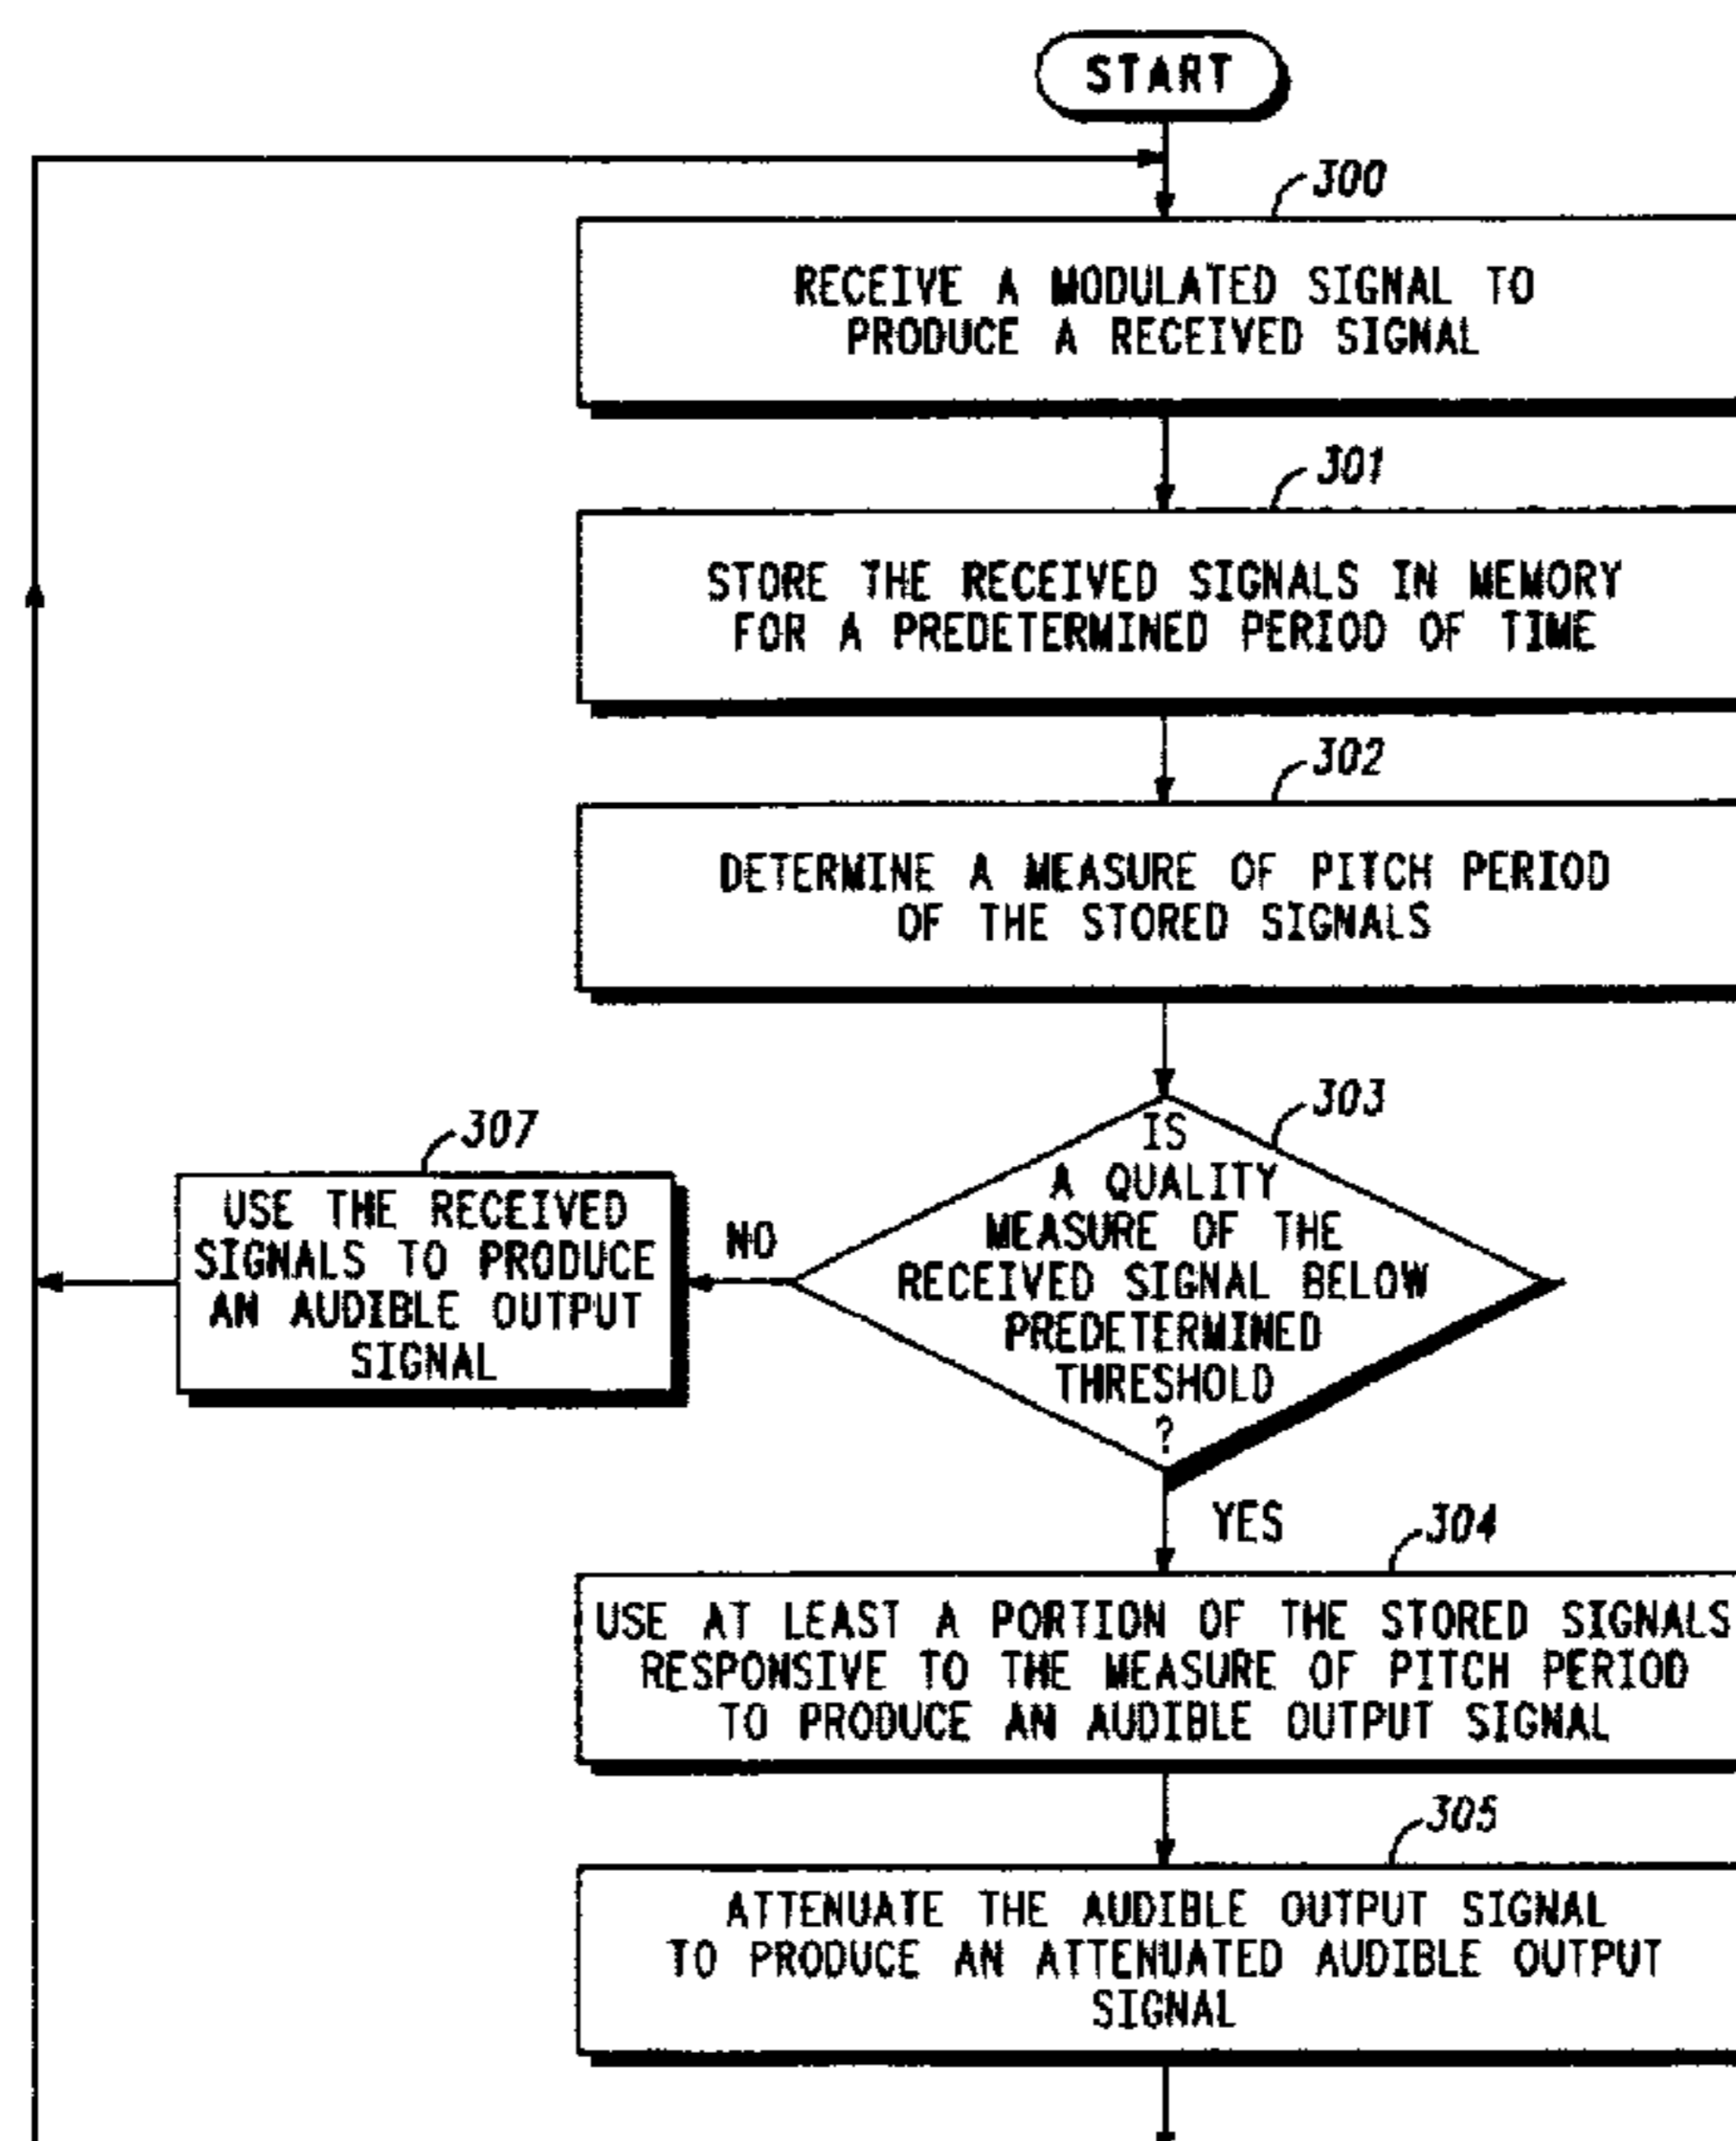 START
300
RECEIVE A MODULATED SIGNAL TO
PRODUCE A RECEIVED SIGNAL
301
STORE THE RECEIVED SIGNALS IN MEMORY
FOR A PREDETERMINED PERIOD OF TIME
302
DETERMINE A MEASURE OF PITCH PERIOD
OF THE STORED SIGNALS
303
IS
A QUALITY
MEASURE OF THE
RECEIVED SIGNAL BELOW
PREDETERMINED
THRESHOLD
?
NO
307
USE THE RECEIVED
SIGNALS TO PRODUCE
AN AUDIBLE OUTPUT
SIGNAL
YES
304
USE AT LEAST A PORTION OF THE STORED SIGNALS
RESPONSIVE TO THE MEASURE OF PITCH PERIOD
TO PRODUCE AN AUDIBLE OUTPUT SIGNAL
305
ATTENUATE THE AUDIBLE OUTPUT SIGNAL
TO PRODUCE AN ATTENUATED AUDIBLE OUTPUT
SIGNAL